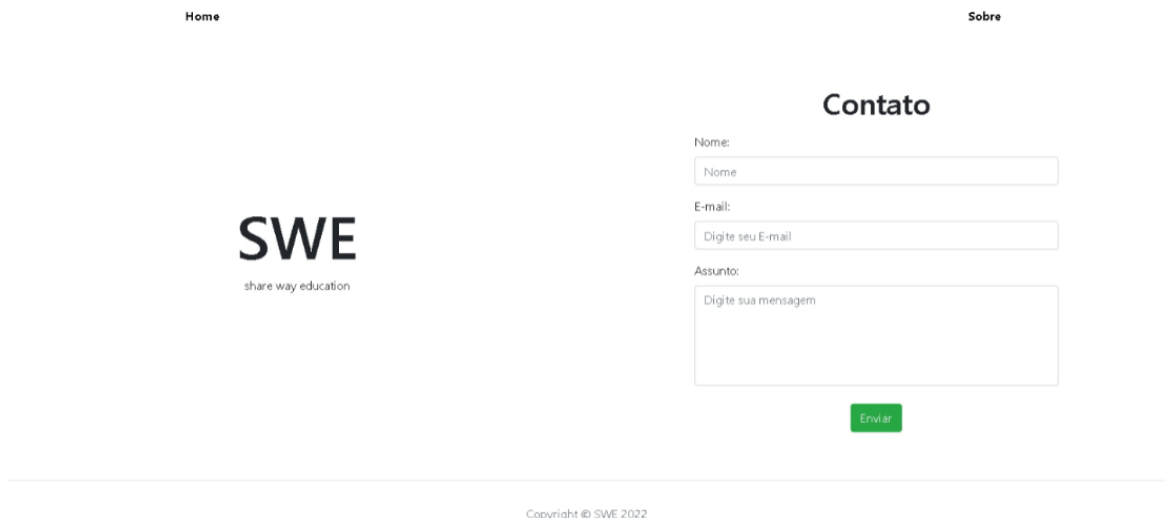 Home
Sobre
SWE
share way education
Contato
Nome:
Nome
E-mail:
Digite seu E-mail
Assunto:
Digite sua mensagem
Enviar
Copyright © SWE 2022